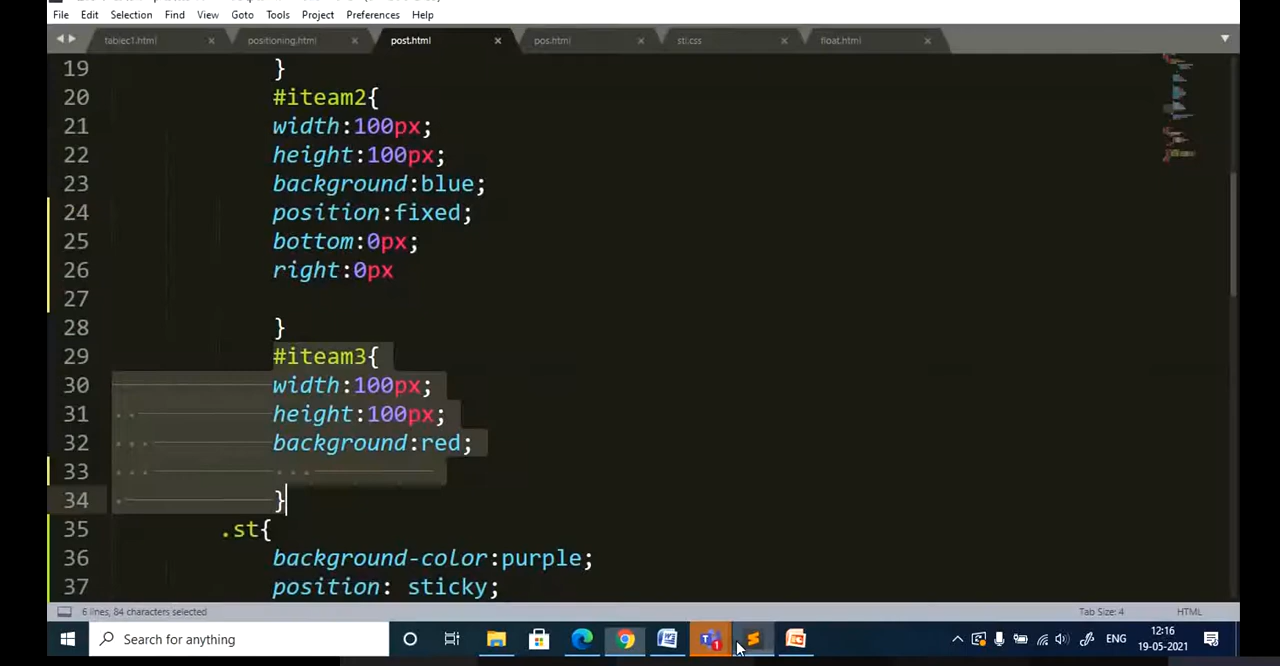 File Edit Selection Find View Goto Tools Project Preferences Help
tablec1.html × positioning.html × post.html × pos.html × sti.css × float.html ×
19 }
20 #iteam2{
21 width:100px;
22 height:100px;
23 background:blue;
24 position:fixed;
25 bottom:0px;
26 right:0px
27
28 }
29 #iteam3{
30 width:100px;
31 height:100px;
32 background:red;
33
34 }
35 .st{
36 background-color:purple;
37 position: sticky;
6 lines, 84 characters selected Tab Size: 4 HTML
Search for anything
ENG 12:16
19-05-2021